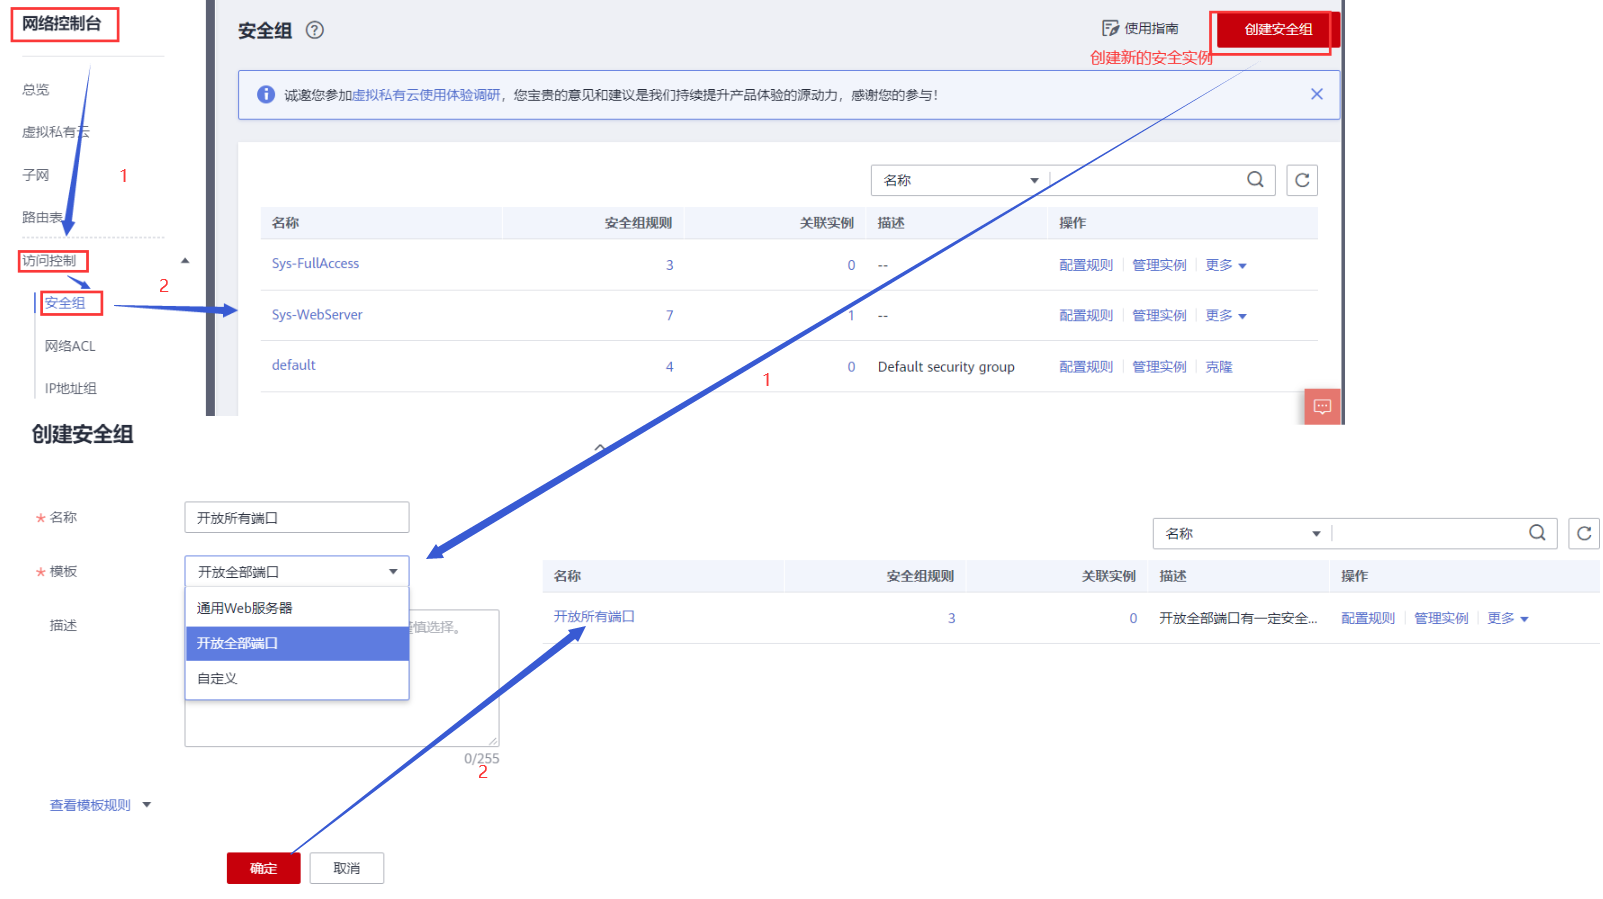 网络控制台
总览
虚拟私有云
1
子网
路由表
访问控制
2
安全组
网络ACL
IP地址组
安全组 ?
使用指南
创建安全组
创建新的安全实例
诚邀您参加虚拟私有云使用体验调研，您宝贵的意见和建议是我们持续提升产品体验的源动力，感谢您的参与！
名称
名称 安全组规则 关联实例 描述 操作
Sys-FullAccess 3 0 -- 配置规则 管理实例 更多
Sys-WebServer 7 1 -- 配置规则 管理实例 更多
default 4 0 Default security group 配置规则 管理实例 克隆
1
创建安全组
* 名称 开放所有端口
* 模板 开放全部端口
通用Web服务器
描述
谨慎选择。
开放全部端口
自定义
0/255
2
查看模板规则
确定 取消
名称
名称 安全组规则 关联实例 描述 操作
开放所有端口 3 0 开放全部端口有一定安全... 配置规则 管理实例 更多